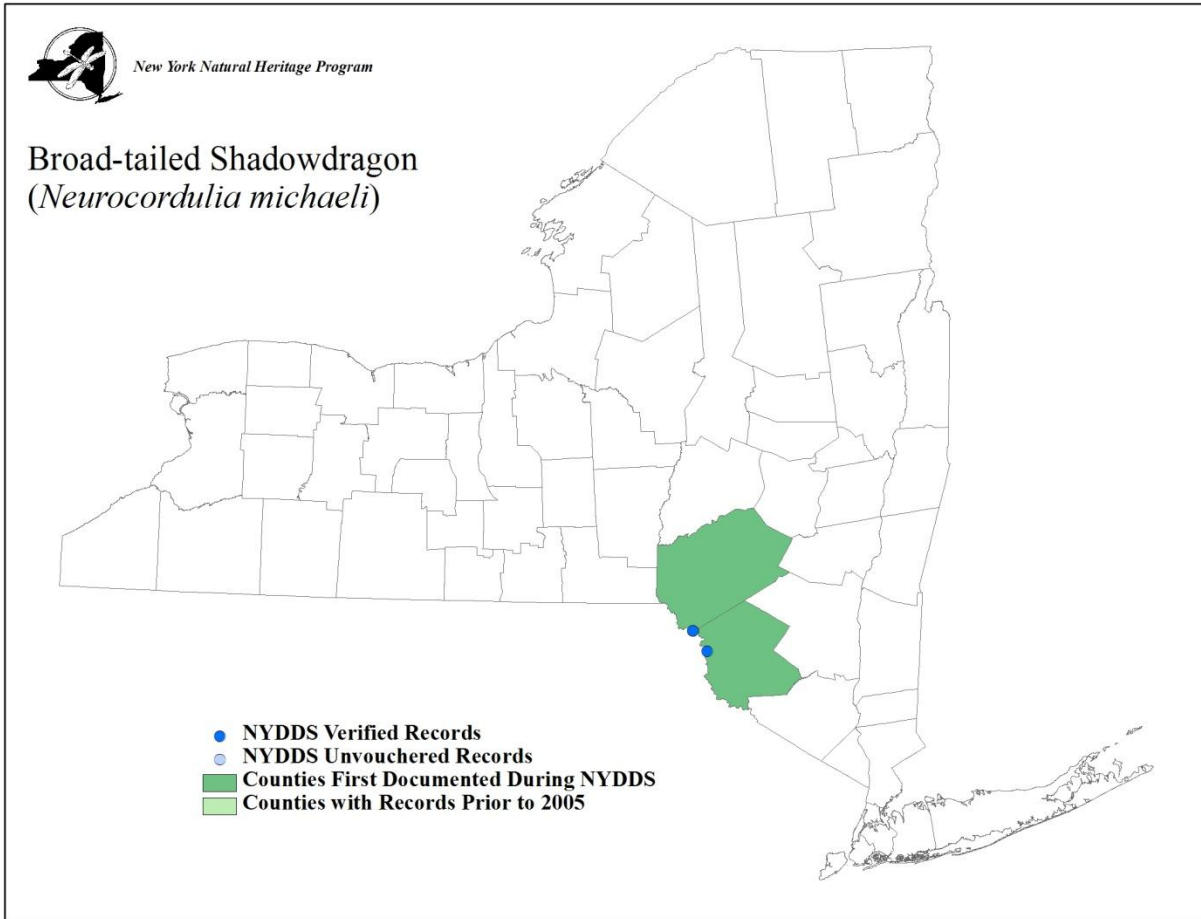 New York Natural Heritage Program
Broad-tailed Shadowdragon
(Neurocordulia michaeli)
NYDDS Verified Records
NYDDS Unvouchered Records
Counties First Documented During NYDDS
Counties with Records Prior to 2005